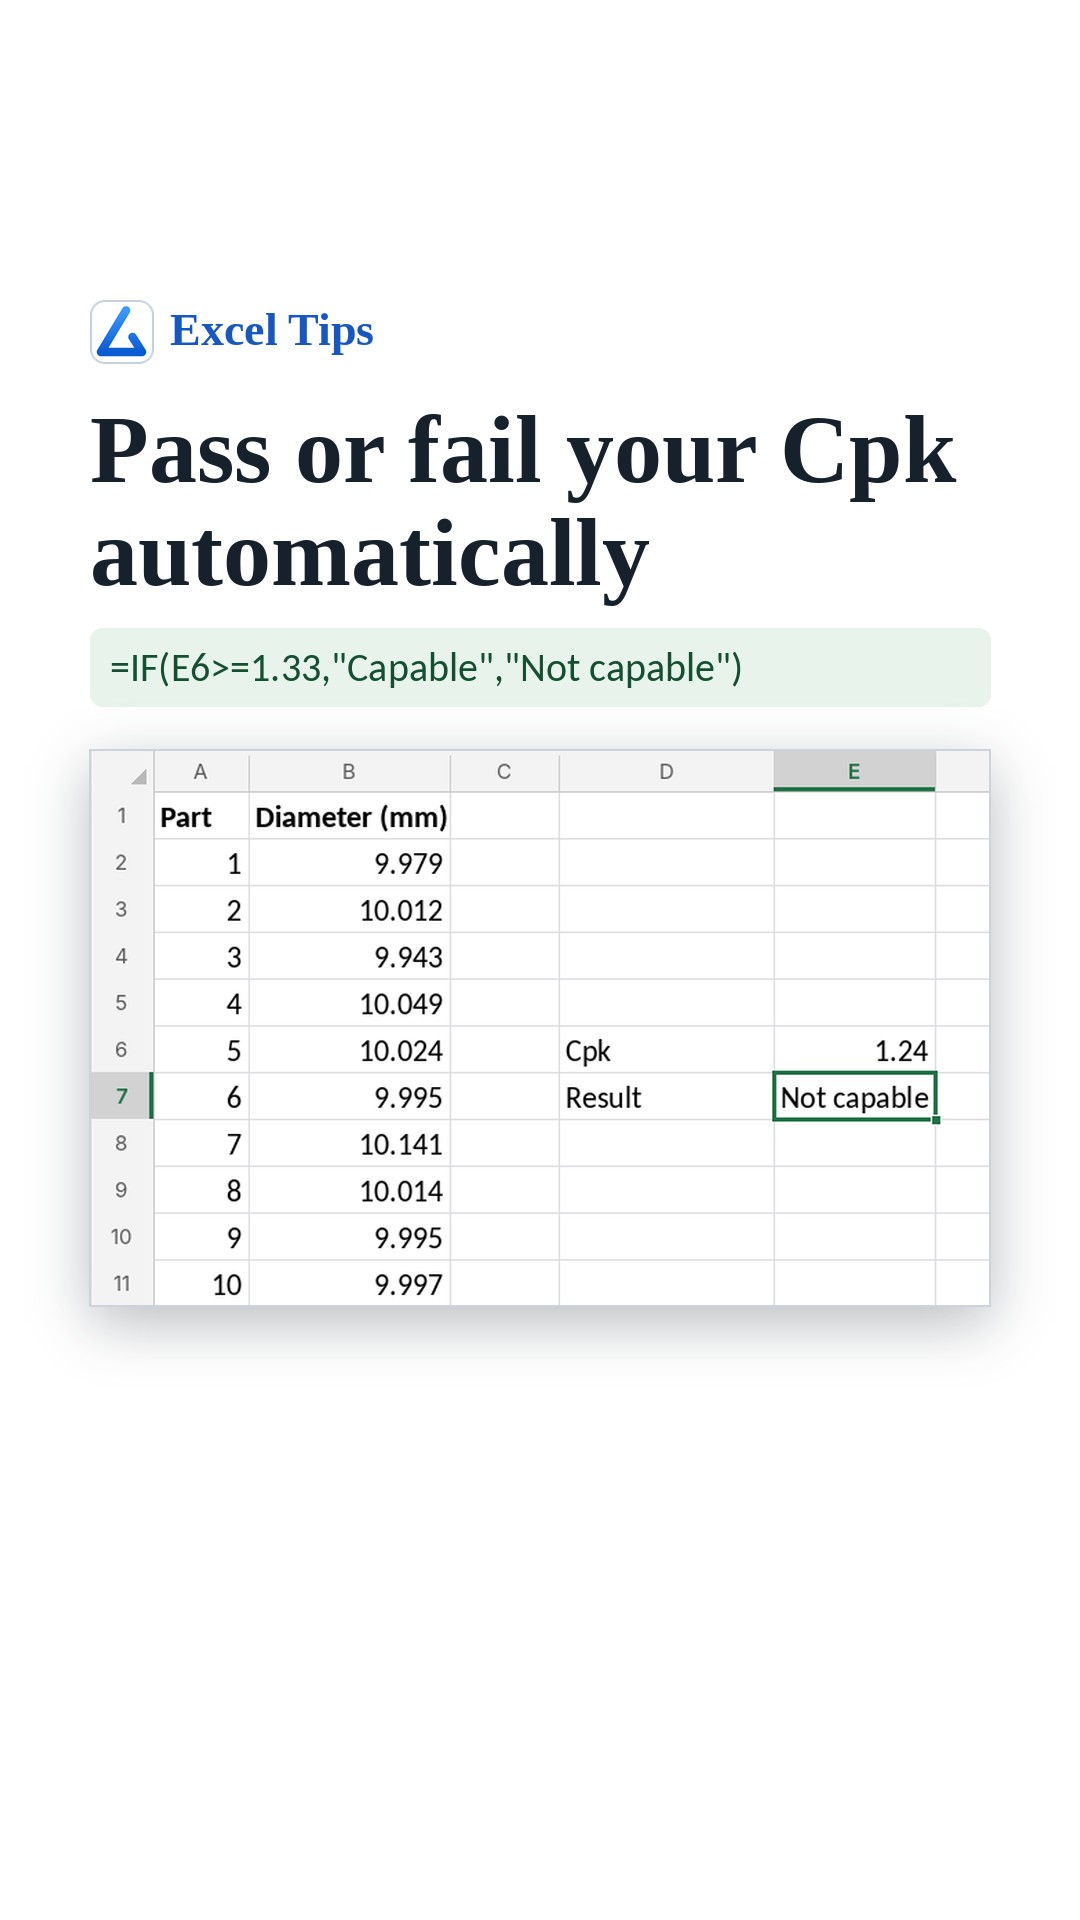 Excel Tips
Pass or fail your Cpk
automatically
=IF(E6>=1.33,"Capable","Not capable")
A B C D E
1 Part Diameter (mm)
2 1 9.979
3 2 10.012
4 3 9.943
5 4 10.049
6 5 10.024 Cpk 1.24
7 6 9.995 Result Not capable
8 7 10.141
9 8 10.014
10 9 9.995
11 10 9.997